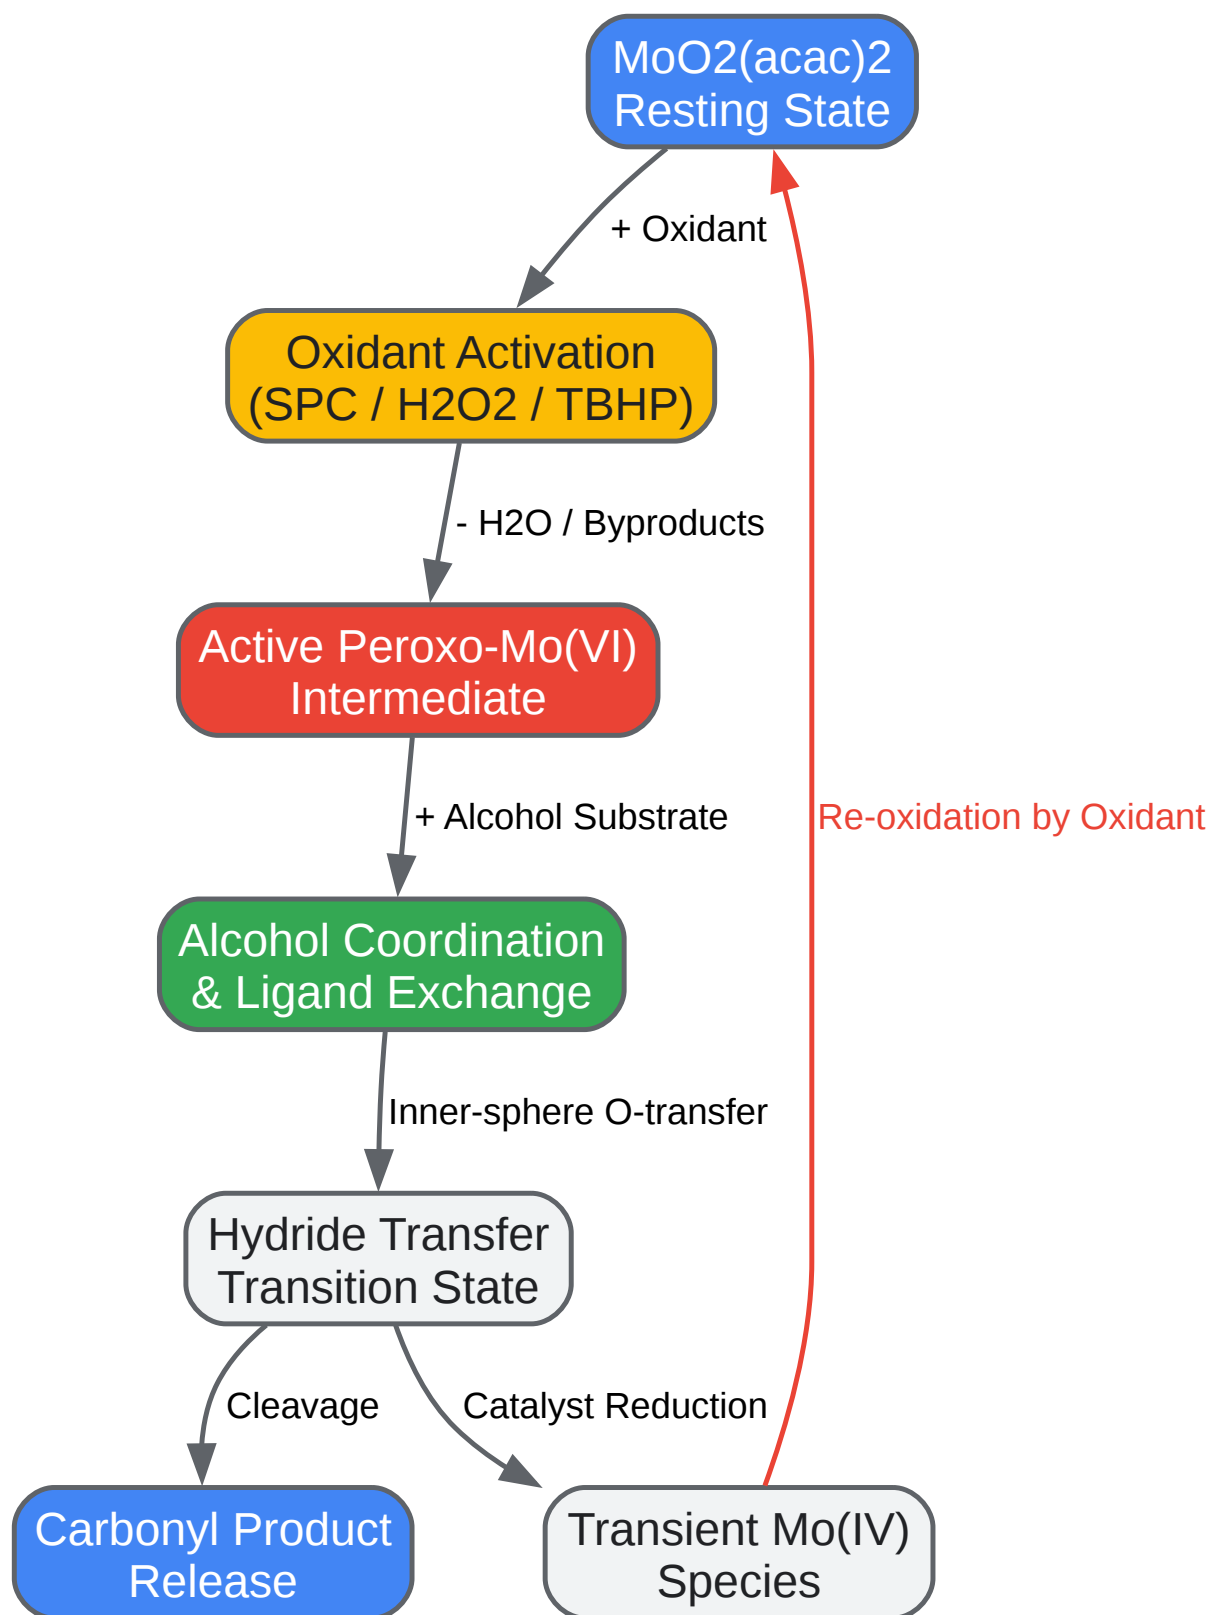 MoO2(acac)2
Resting State
+ Oxidant
Oxidant Activation
(SPC / H2O2 / TBHP)
- H2O / Byproducts
Active Peroxo-Mo(VI)
Intermediate
+ Alcohol Substrate
Re-oxidation by Oxidant
Alcohol Coordination
& Ligand Exchange
Inner-sphere O-transfer
Hydride Transfer
Transition State
Cleavage
Catalyst Reduction
Carbonyl Product
Release
Transient Mo(IV)
Species